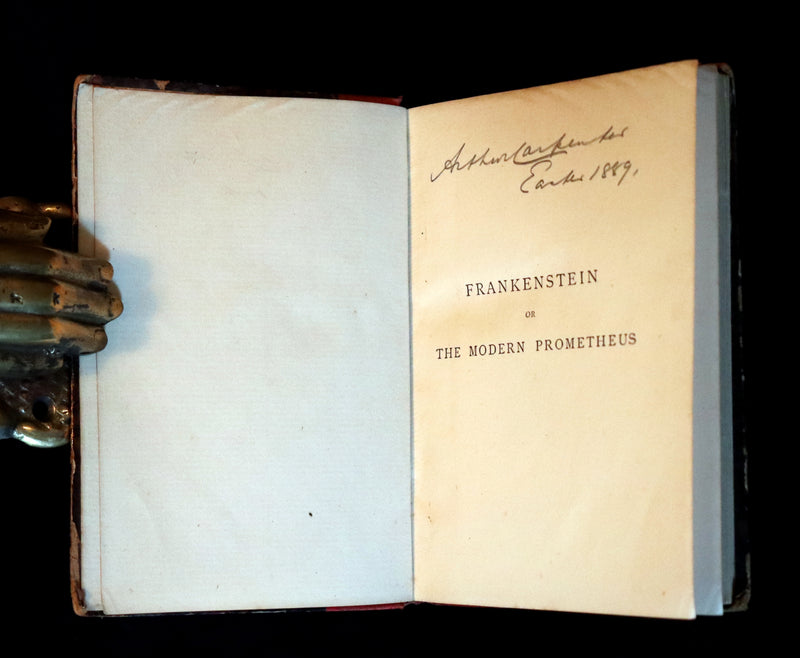 Arthur Carpenter
Easter 1889.
FRANKENSTEIN
OR
THE MODERN PROMETHEUS